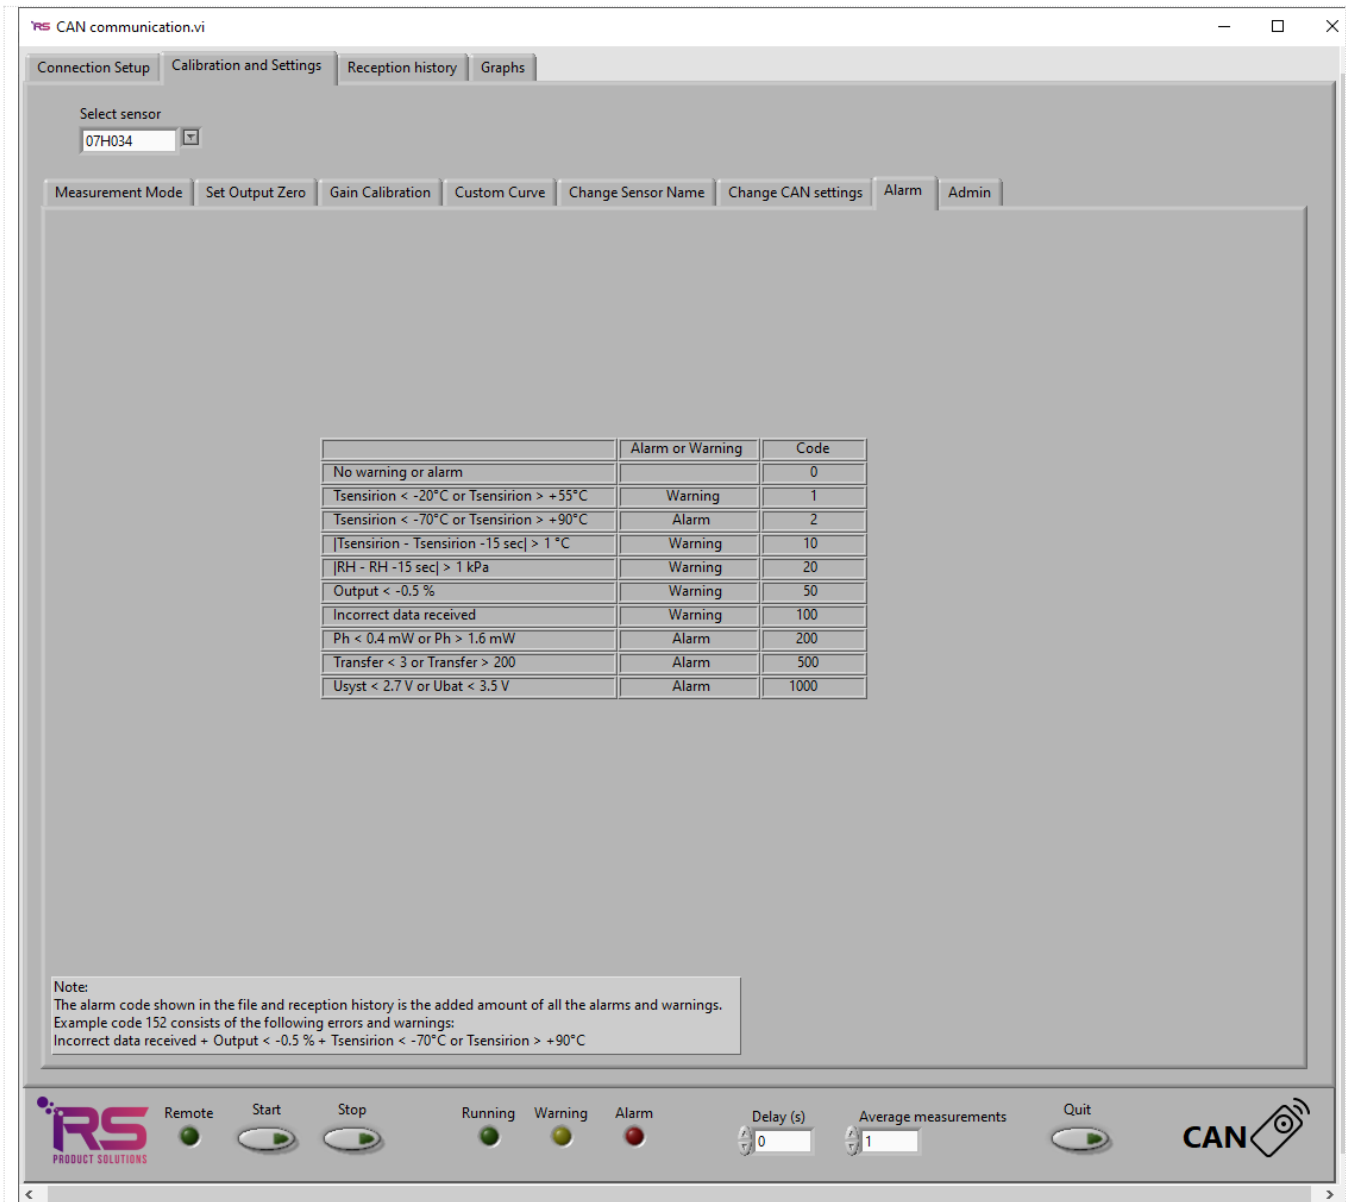 RS CAN communication.vi
Connection Setup Calibration and Settings Reception history Graphs
Select sensor
07H034
Measurement Mode Set Output Zero Gain Calibration Custom Curve Change Sensor Name Change CAN settings Alarm Admin
Alarm or Warning Code
No warning or alarm 0
Tsensirion < -20°C or Tsensirion > +55°C Warning 1
Tsensirion < -70°C or Tsensirion > +90°C Alarm 2
|Tsensirion - Tsensirion -15 sec| > 1 °C Warning 10
|RH - RH -15 sec| > 1 kPa Warning 20
Output < -0.5 % Warning 50
Incorrect data received Warning 100
Ph < 0.4 mW or Ph > 1.6 mW Alarm 200
Transfer < 3 or Transfer > 200 Alarm 500
Usyst < 2.7 V or Ubat < 3.5 V Alarm 1000
Note:
The alarm code shown in the file and reception history is the added amount of all the alarms and warnings.
Example code 152 consists of the following errors and warnings:
Incorrect data received + Output < -0.5 % + Tsensirion < -70°C or Tsensirion > +90°C
RS
PRODUCT SOLUTIONS
Remote Start Stop Running Warning Alarm Delay (s) Average measurements Quit
0 1
CAN